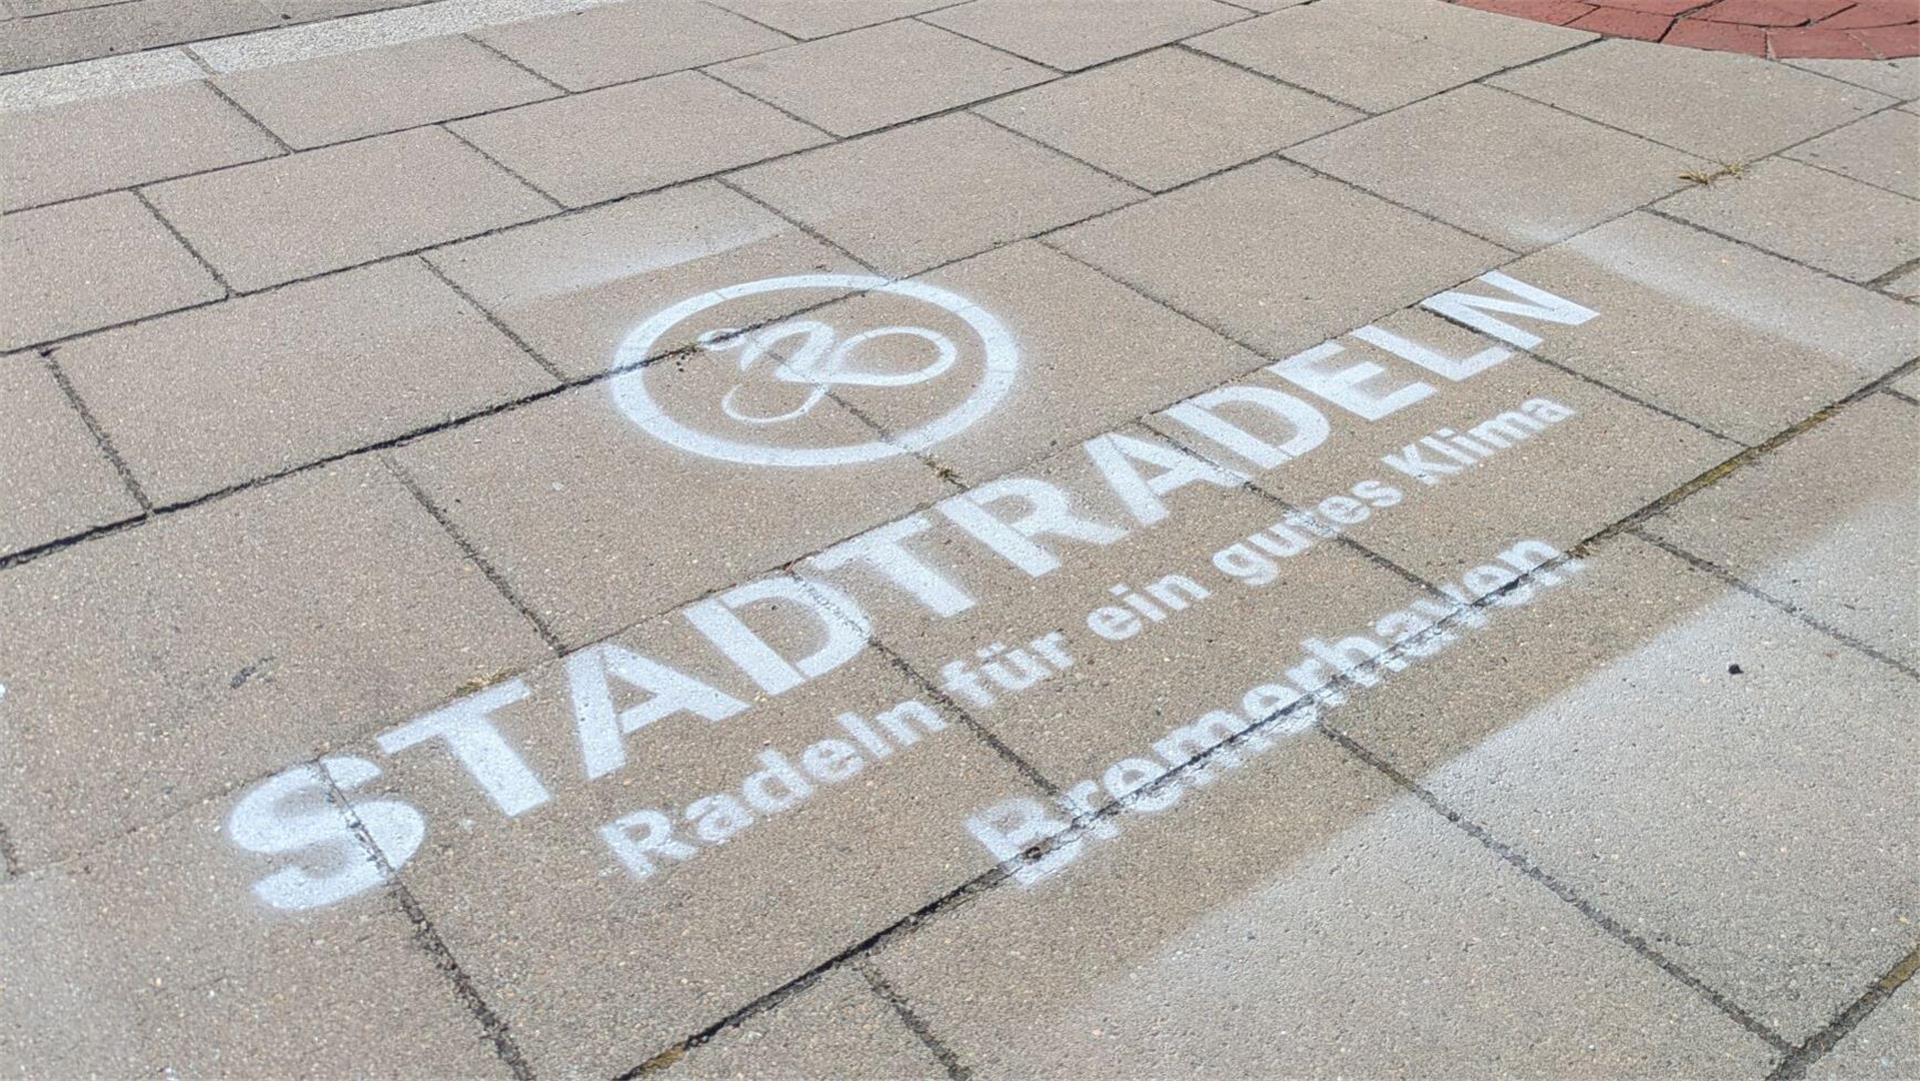 STADTRADELN
Radeln für ein gutes Klima
Bremerhaven